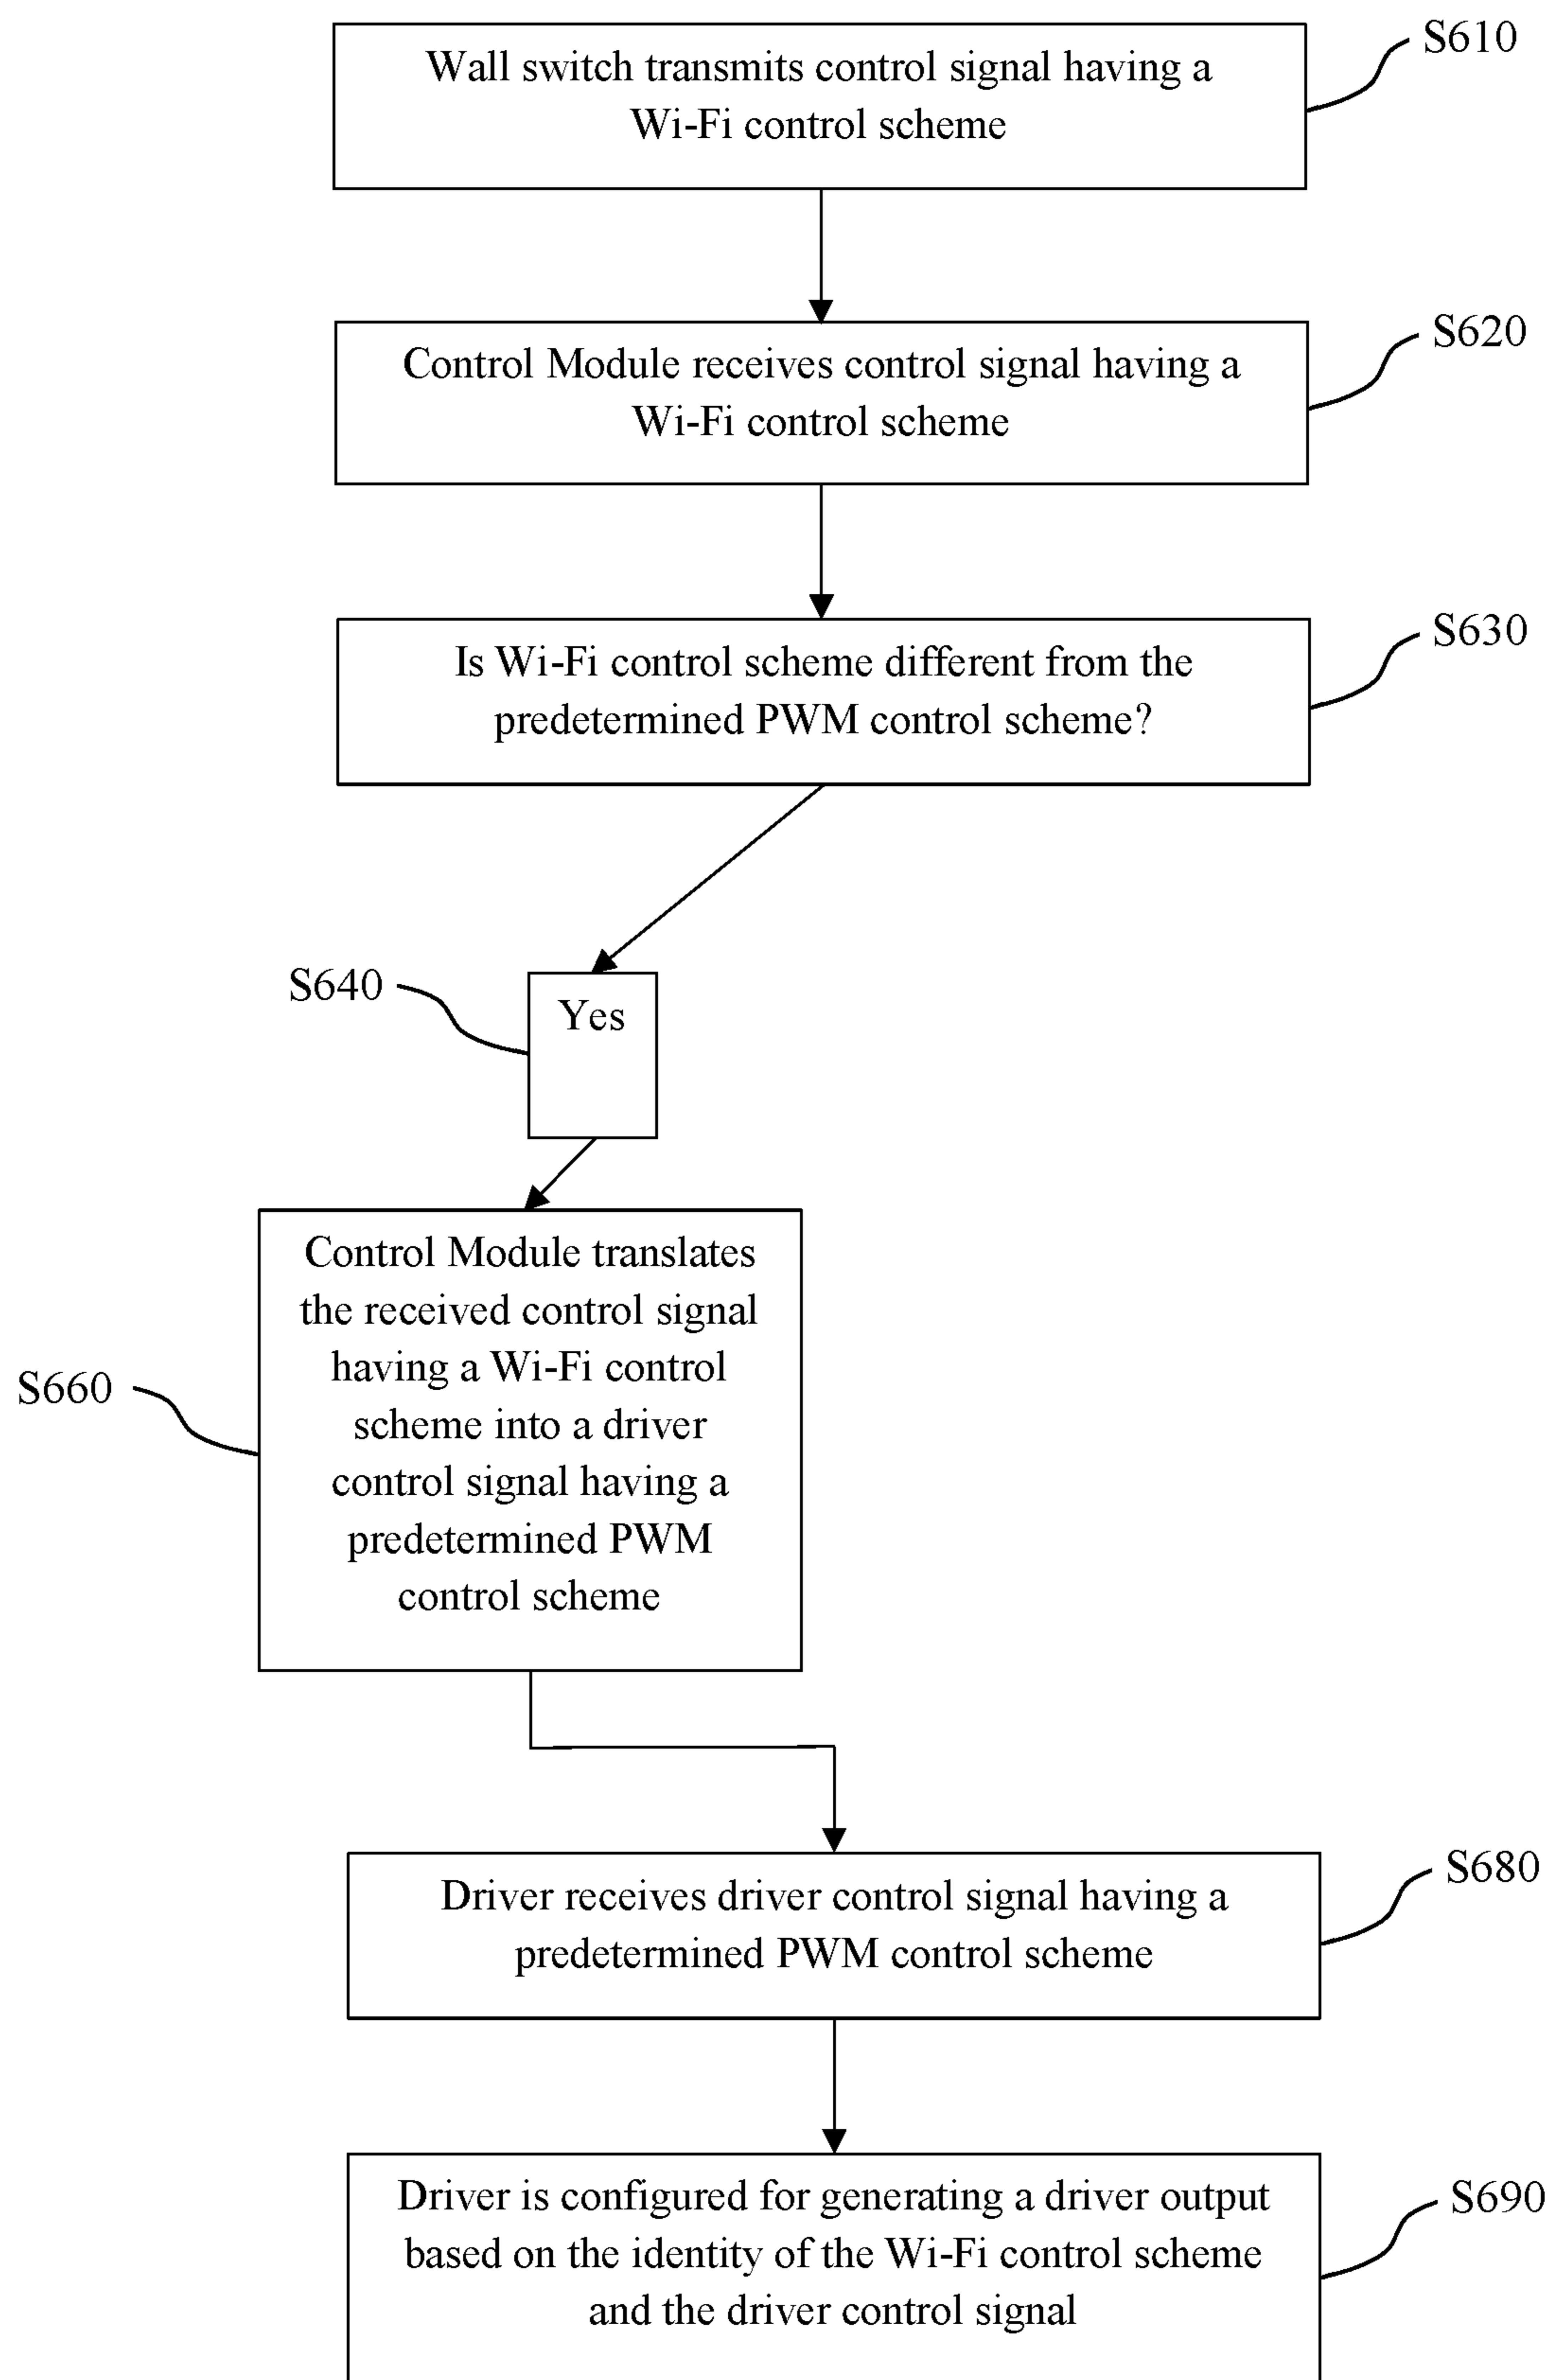 Wall switch transmits control signal having a
Wi-Fi control scheme
S610
Control Module receives control signal having a
Wi-Fi control scheme
S620
Is Wi-Fi control scheme different from the
predetermined PWM control scheme?
S630
S640
Yes
Control Module translates
the received control signal
having a Wi-Fi control
scheme into a driver
control signal having a
predetermined PWM
control scheme
S660
Driver receives driver control signal having a
predetermined PWM control scheme
S680
Driver is configured for generating a driver output
based on the identity of the Wi-Fi control scheme
and the driver control signal
S690